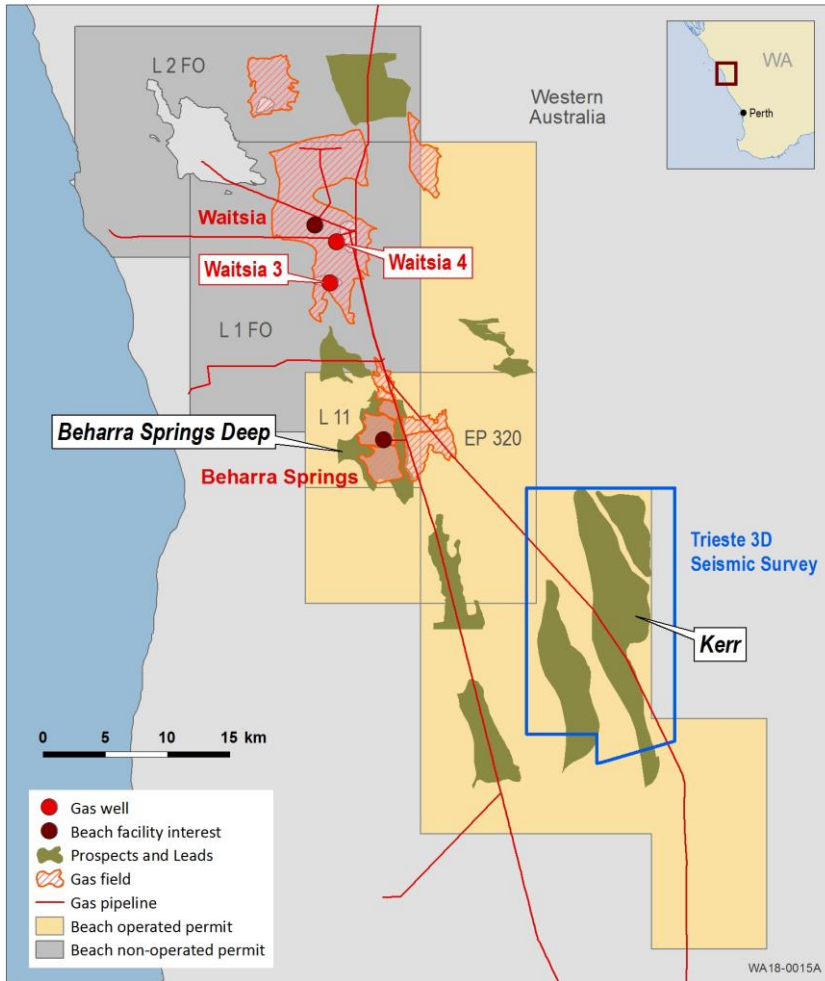 L 2 FO
Western
Australia
WA
Perth
Waitsia
Waitsia 4
Waitsia 3
L 1 FO
L 11
Beharra Springs Deep
EP 320
Beharra Springs
Trieste 3D
Seismic Survey
Kerr
0 5 10 15 km
Gas well
Beach facility interest
Prospects and Leads
Gas field
Gas pipeline
Beach operated permit
Beach non-operated permit
WA18-0015A